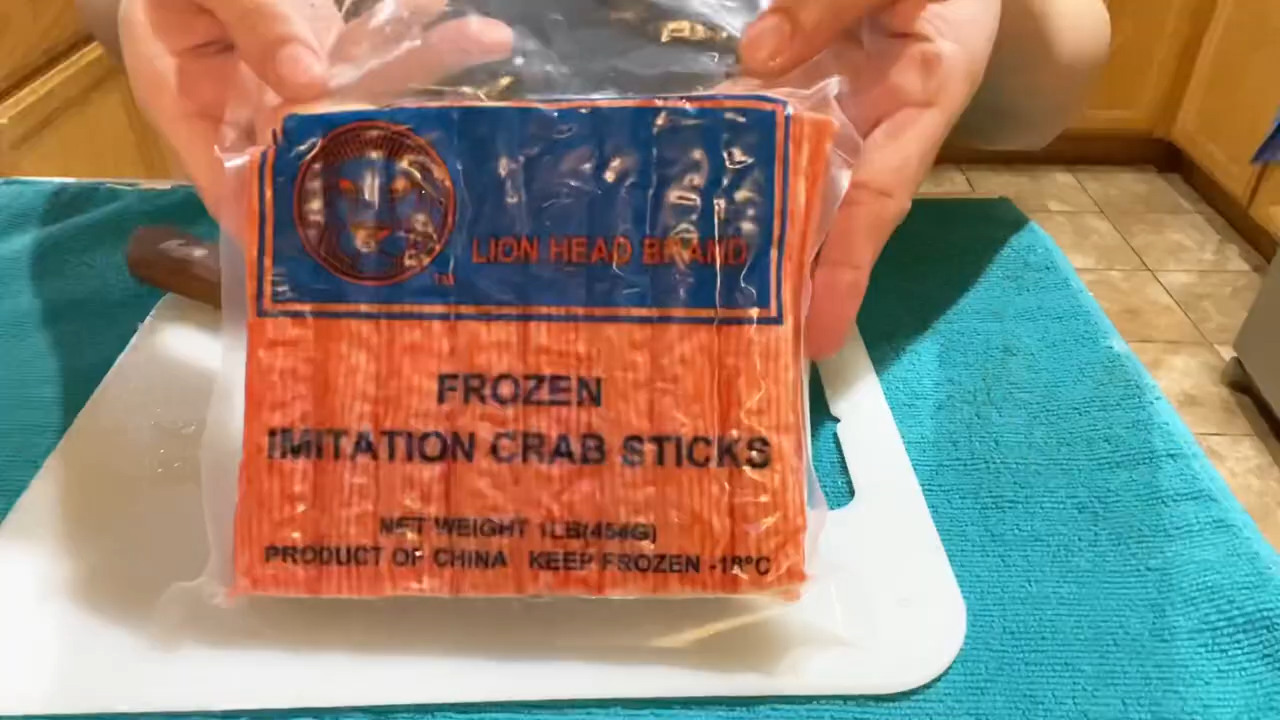 LION HEAD BRAND
TM
FROZEN
IMITATION CRAB STICKS
NET WEIGHT 1LB(454G)
PRODUCT OF CHINA KEEP FROZEN -18°C